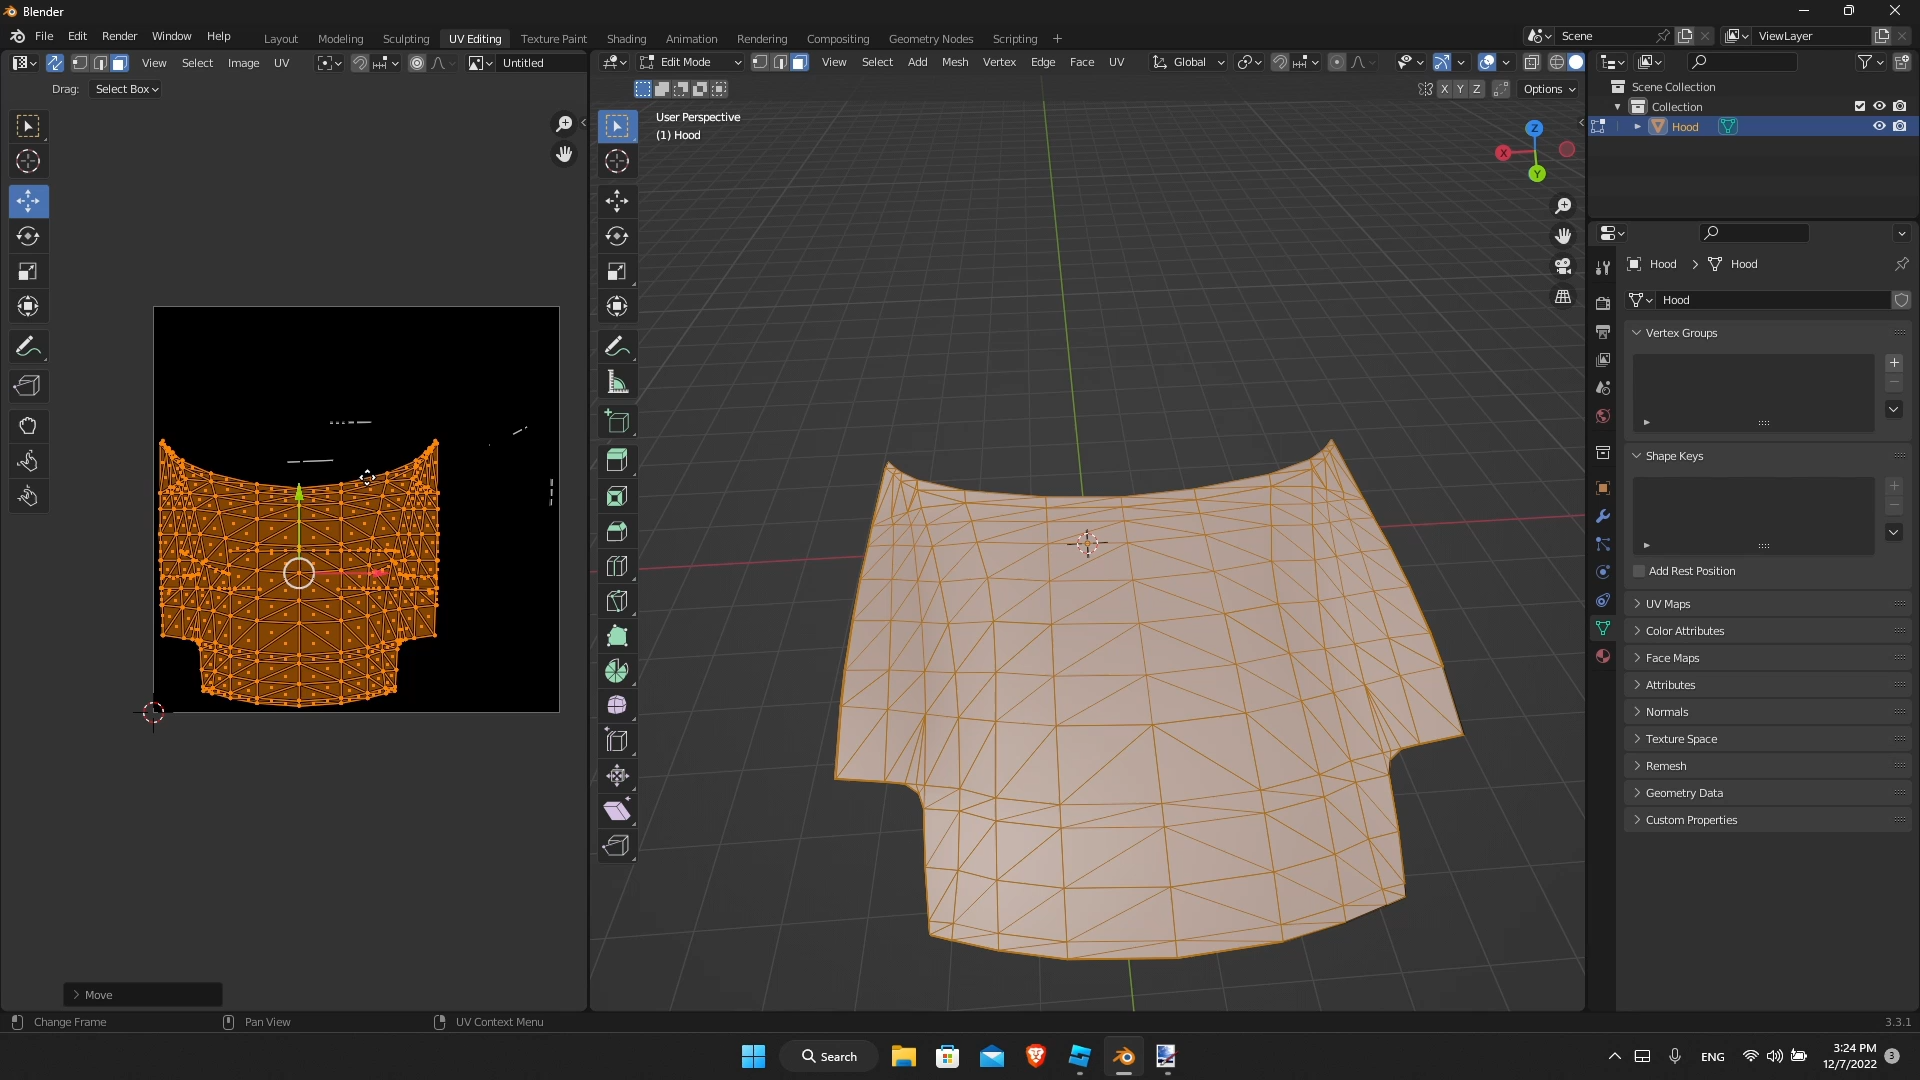 Blender
File Edit Render Window Help
Layout Modeling Sculpting UV Editing Texture Paint Shading Animation Rendering Compositing Geometry Nodes Scripting +
Scene
ViewLayer
View Select Image UV
Untitled
Edit Mode
View Select Add Mesh Vertex Edge Face UV
Global
Drag: Select Box
X Y Z
Options
User Perspective
(1) Hood
Z
X
Y
Scene Collection
Collection
Hood
Hood > Hood
Hood
Vertex Groups
Shape Keys
Add Rest Position
UV Maps
Color Attributes
Face Maps
Attributes
Normals
Texture Space
Remesh
Geometry Data
Custom Properties
Move
Change Frame
Pan View
UV Context Menu
3.3.1
Search
ENG
3:24 PM
12/7/2022
3